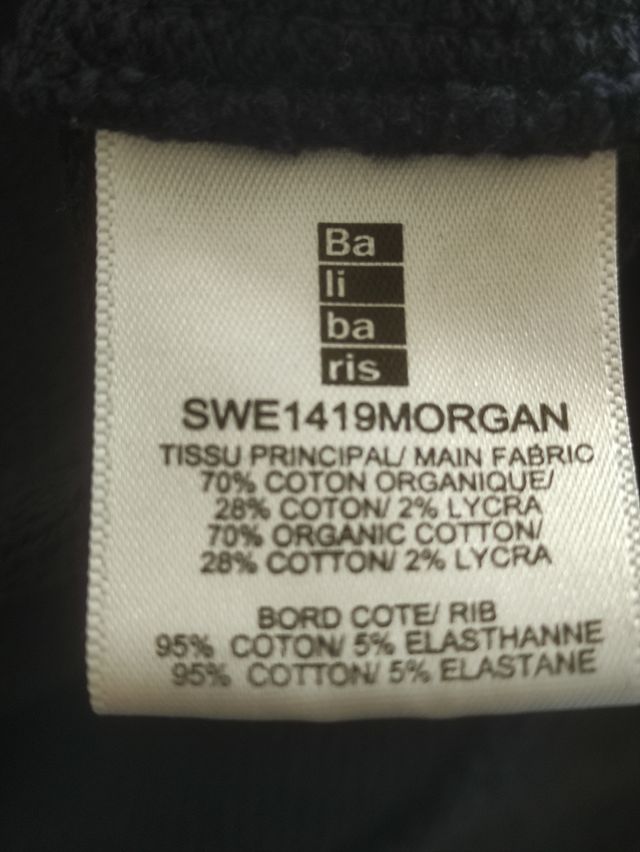 Ba
li
ba
ris
SWE1419MORGAN
TISSU PRINCIPAL/ MAIN FABRIC
70% COTON ORGANIQUE/
28% COTON/ 2% LYCRA
70% ORGANIC COTTON/
28% COTTON/ 2% LYCRA
BORD COTE/ RIB
95% COTON/ 5% ELASTHANNE
95% COTTON/ 5% ELASTANE